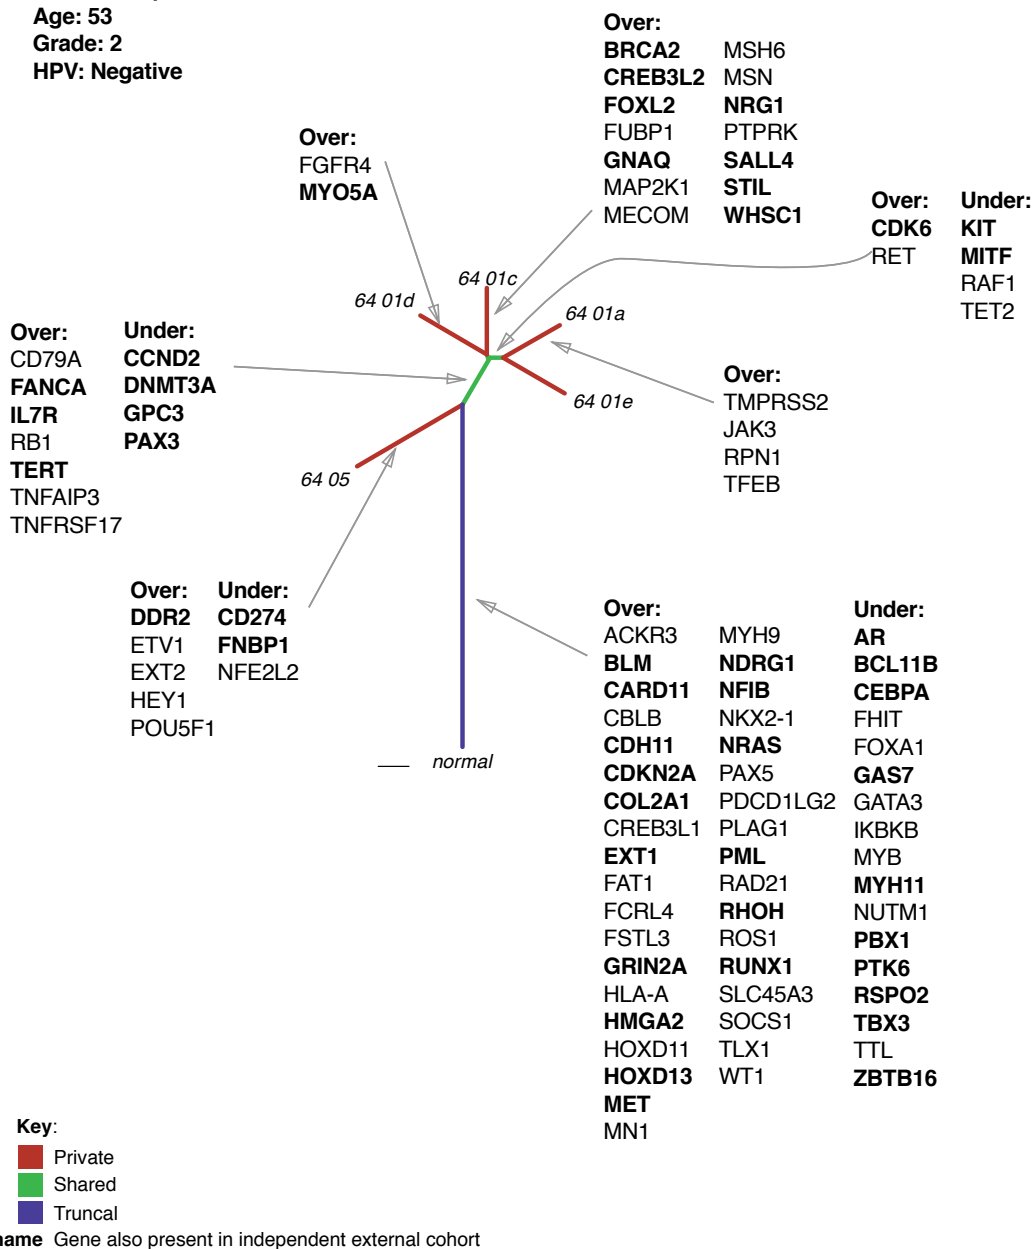 Age: 53
Grade: 2
HPV: Negative
Over:
BRCA2 MSH6
CREB3L2 MSN
FOXL2 NRG1
FUBP1 PTPRK
GNAQ SALL4
MAP2K1 STIL
MECOM WHSC1
Over:
FGFR4
MYO5A
Over: Under:
CDK6 KIT
RET MITF
RAF1
TET2
64 01c
64 01d
64 01a
64 01e
64 05
Over: Under:
CD79A CCND2
FANCA DNMT3A
IL7R GPC3
RB1 PAX3
TERT
TNFAIP3
TNFRSF17
Over:
TMPRSS2
JAK3
RPN1
TFEB
Over: Under:
DDR2 CD274
ETV1 FNBP1
EXT2 NFE2L2
HEY1
POU5F1
normal
Over: Under:
ACKR3 MYH9 AR
BLM NDRG1 BCL11B
CARD11 NFIB CEBPA
CBLB NKX2-1 FHIT
CDH11 NRAS FOXA1
CDKN2A PAX5 GAS7
COL2A1 PDCD1LG2 GATA3
CREB3L1 PLAG1 IKBKB
EXT1 PML MYB
FAT1 RAD21 MYH11
FCRL4 RHOH NUTM1
FSTL3 ROS1 PBX1
GRIN2A RUNX1 PTK6
HLA-A SLC45A3 RSPO2
HMGA2 SOCS1 TBX3
HOXD11 TLX1 TTL
HOXD13 WT1 ZBTB16
MET
MN1
Key:
Private
Shared
Truncal
name Gene also present in independent external cohort